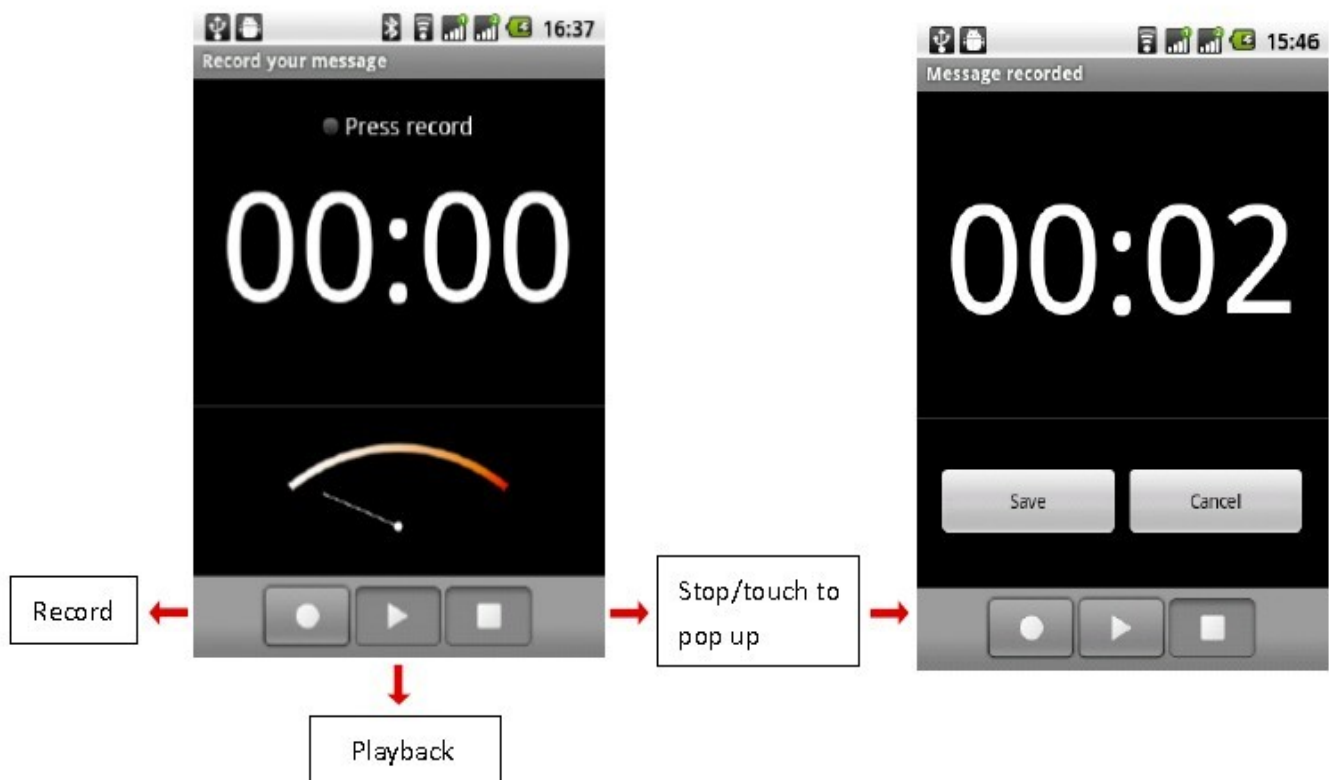 16:37
Record your message
Press record
00:00
Record
Playback
Stop/touch to
pop up
15:46
Message recorded
00:02
Save
Cancel